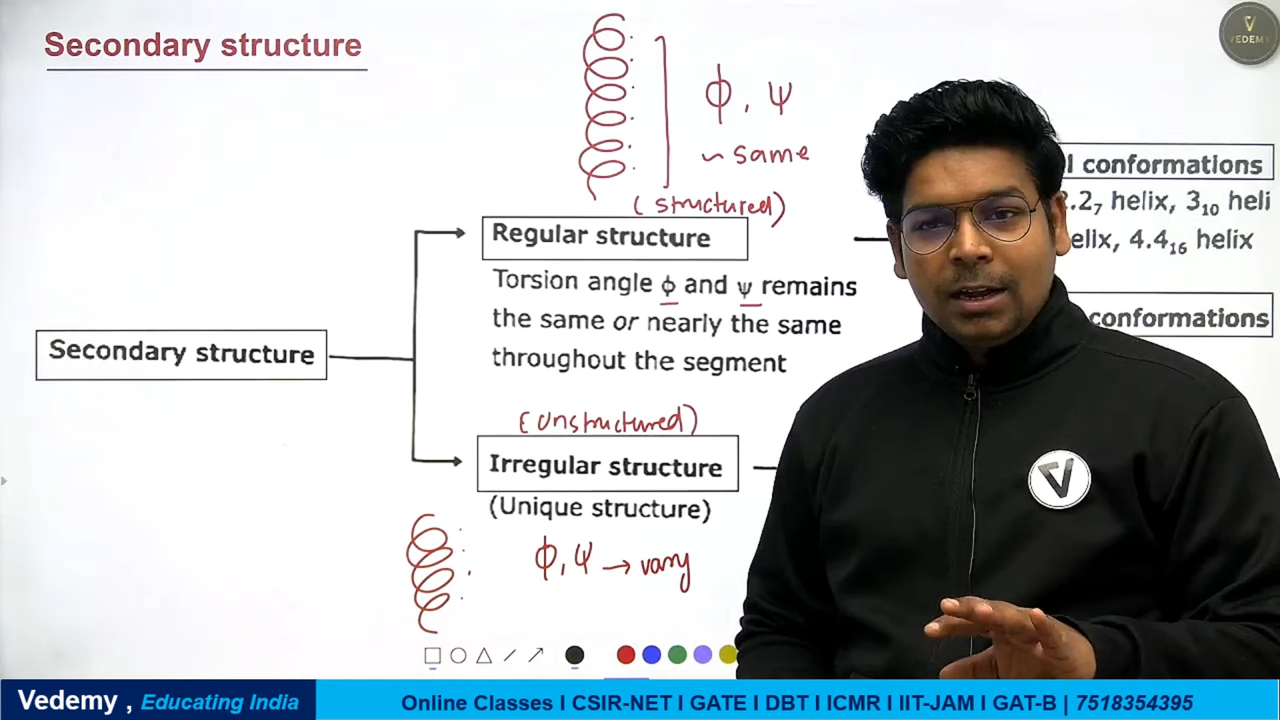 Secondary structure
VEDEMY
ϕ, ψ
~ same
(structured)
Regular structure
Torsion angle ϕ and ψ remains
the same or nearly the same
throughout the segment
l conformations
.2₇ helix, 3₁₀ heli
elix, 4.4₁₆ helix
conformations
Secondary structure
(unstructured)
Irregular structure
(Unique structure)
ϕ, ψ → vary
Vedemy , Educating India
Online Classes I CSIR-NET I GATE I DBT I ICMR I IIT-JAM I GAT-B | 7518354395